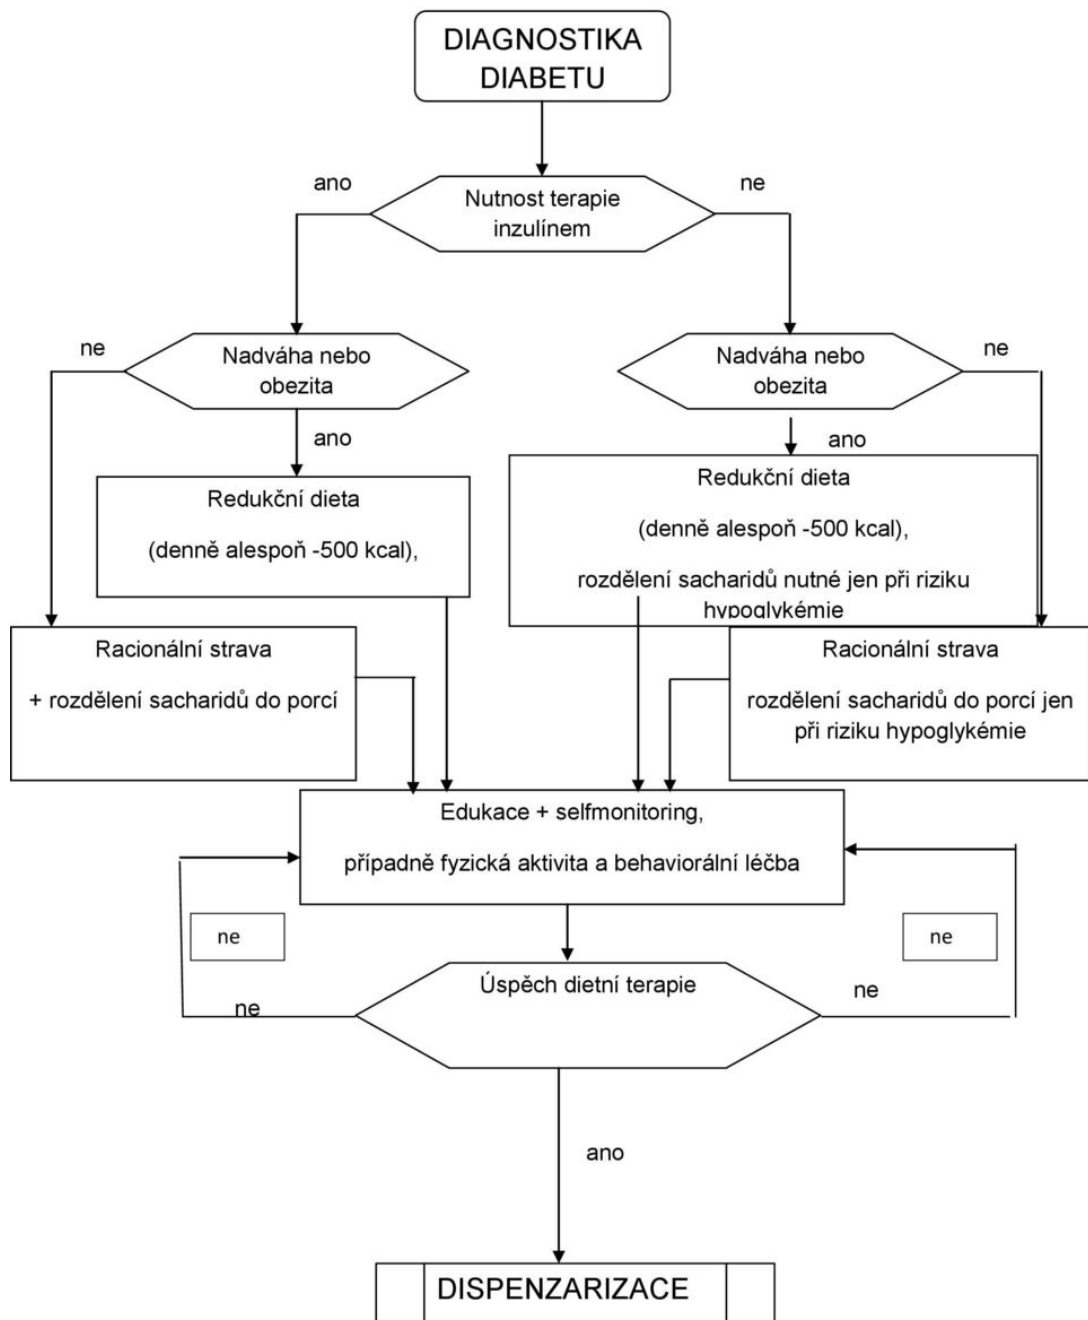 DIAGNOSTIKA
DIABETU
ano
ne
Nutnost terapie
inzulínem
ne
Nadváha nebo
obezita
Nadváha nebo
obezita
ne
ano
ano
Redukční dieta
(denně alespoň -500 kcal),
Redukční dieta
(denně alespoň -500 kcal),
rozdělení sacharidů nutné jen při riziku
hypoglykémie
Racionální strava
+ rozdělení sacharidů do porcí
Racionální strava
rozdělení sacharidů do porcí jen
při riziku hypoglykémie
Edukace + selfmonitoring,
případně fyzická aktivita a behaviorální léčba
ne
ne
Úspěch dietní terapie
ne
ne
ano
DISPENZARIZACE